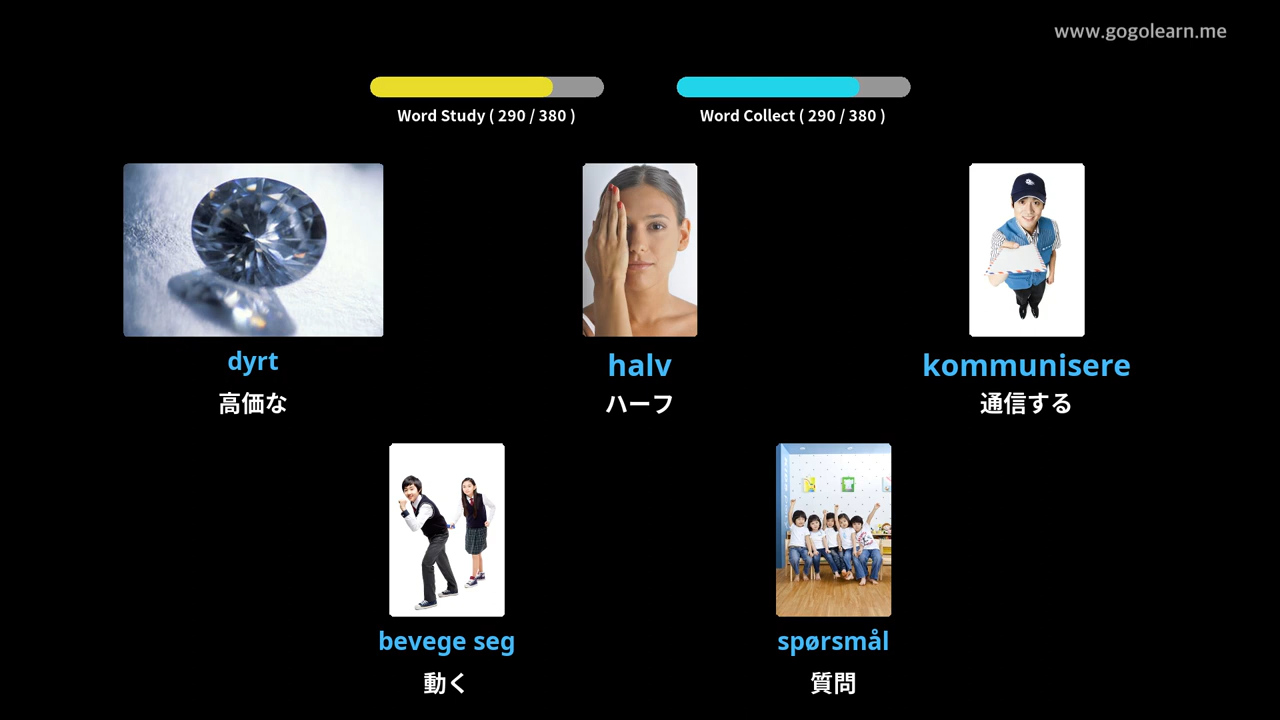 www.gogolearn.me
Word Study ( 290 / 380 )
Word Collect ( 290 / 380 )
dyrt
高価な
halv
ハーフ
kommunisere
通信する
bevege seg
動く
spørsmål
質問